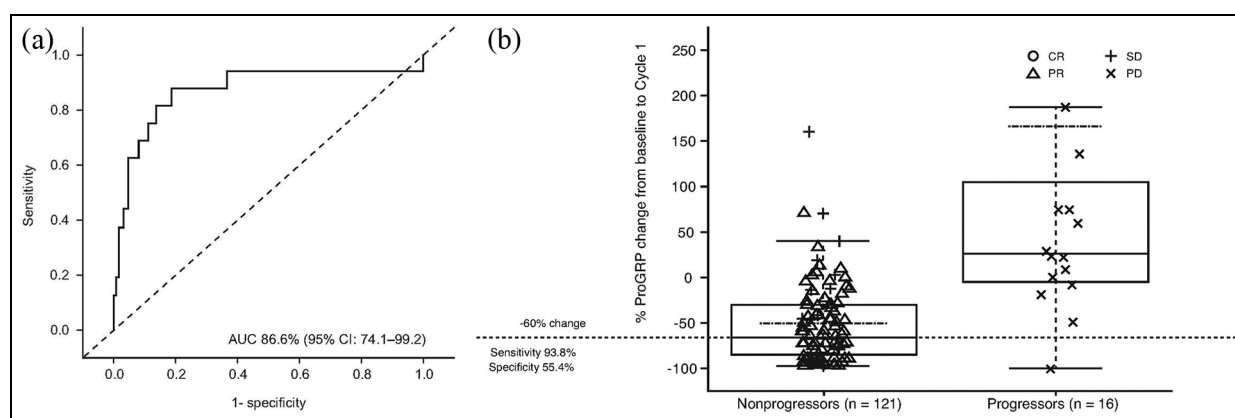 (a)
1.0
0.8
0.6
0.4
0.2
0.0
Sensitivity
AUC 86.6% (95% CI: 74.1–99.2)
0.0 0.2 0.4 0.6 0.8 1.0
1- specificity
(b)
% ProGRP change from baseline to Cycle 1
250
200
150
100
50
0
-50
-100
CR SD
PR PD
-60% change
Sensitivity 93.8%
Specificity 55.4%
Nonprogressors (n = 121) Progressors (n = 16)